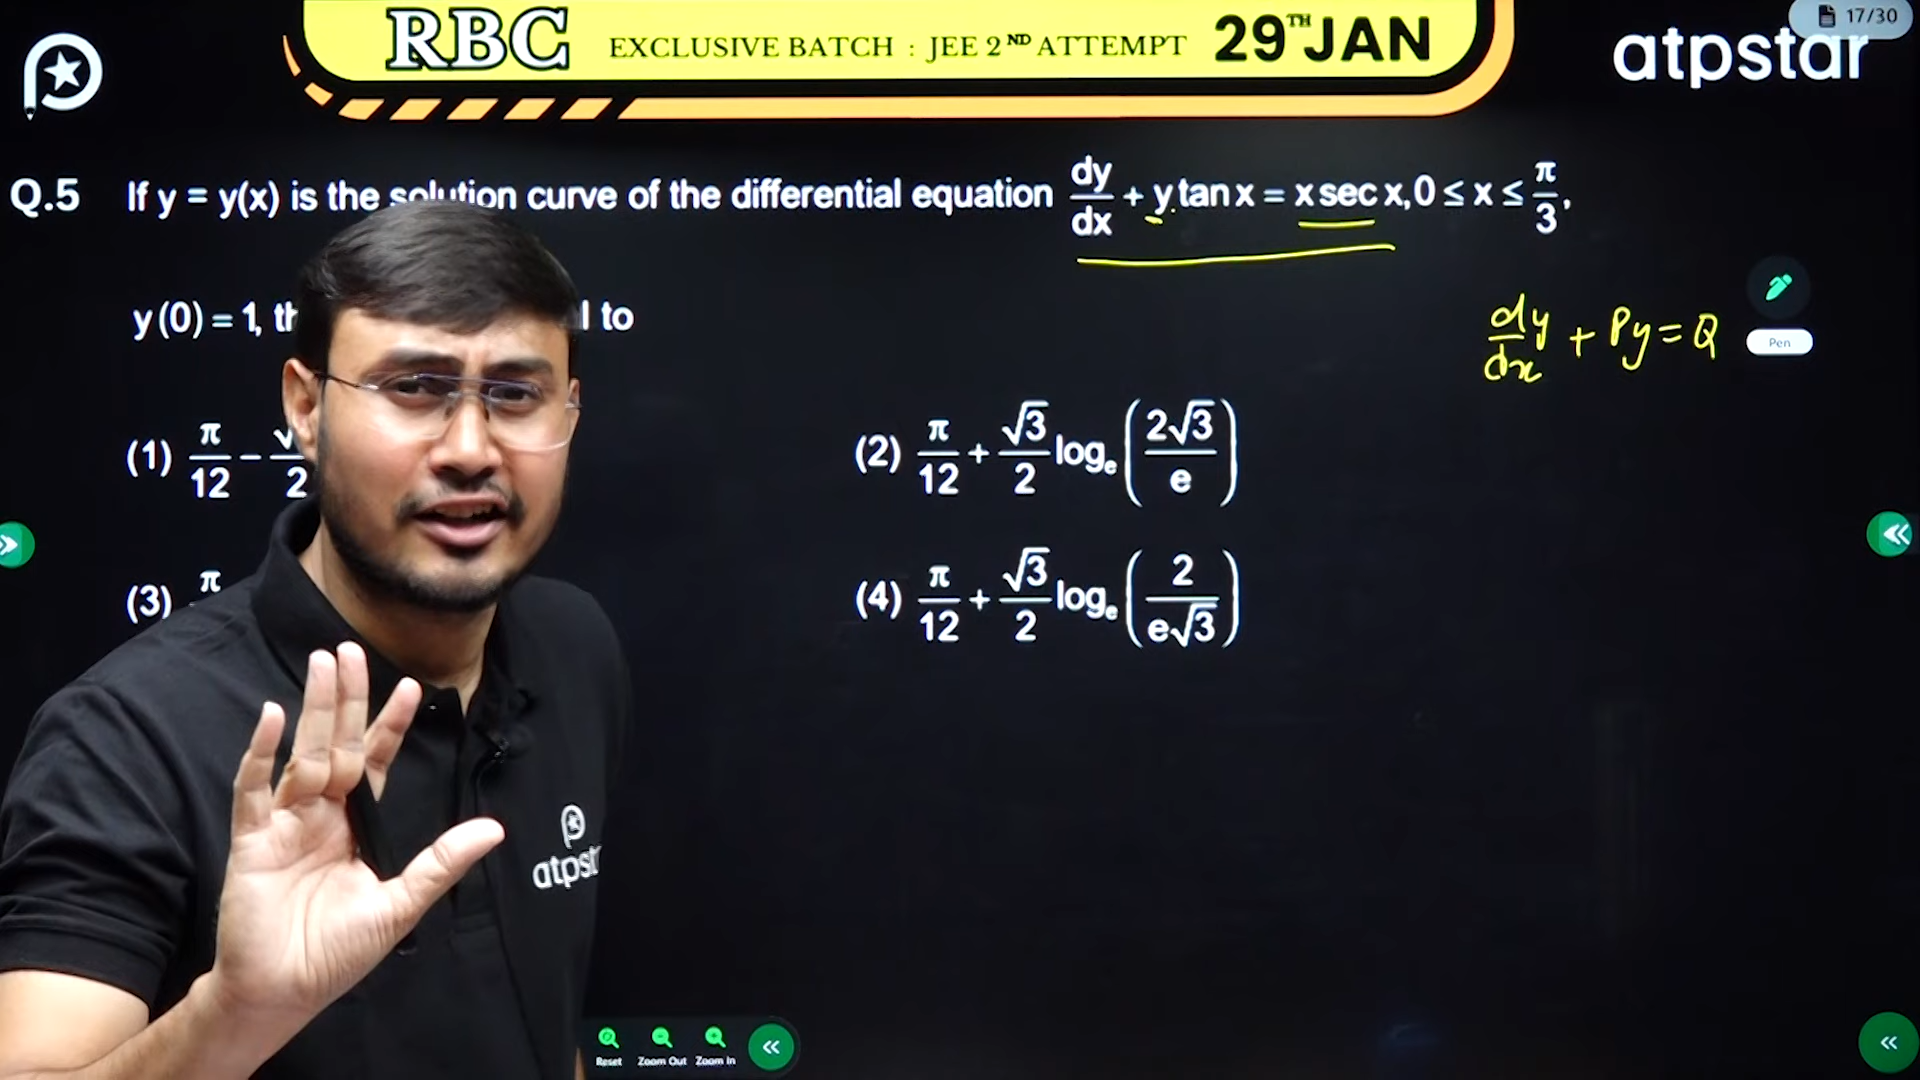 RBC EXCLUSIVE BATCH : JEE 2ND ATTEMPT 29TH JAN
17/30
atpstar
Q.5 If y = y(x) is the solution curve of the differential equation dy/dx + y tan x = x sec x, 0 ≤ x ≤ π/3,
y(0) = 1, to
dy/dx + Py = Q
Pen
(1) π/12 - √ /2
(2) π/12 + √3/2 logₑ(2√3/e)
(3) π
(4) π/12 + √3/2 logₑ(2/e√3)
atpst
Reset Zoom Out Zoom In